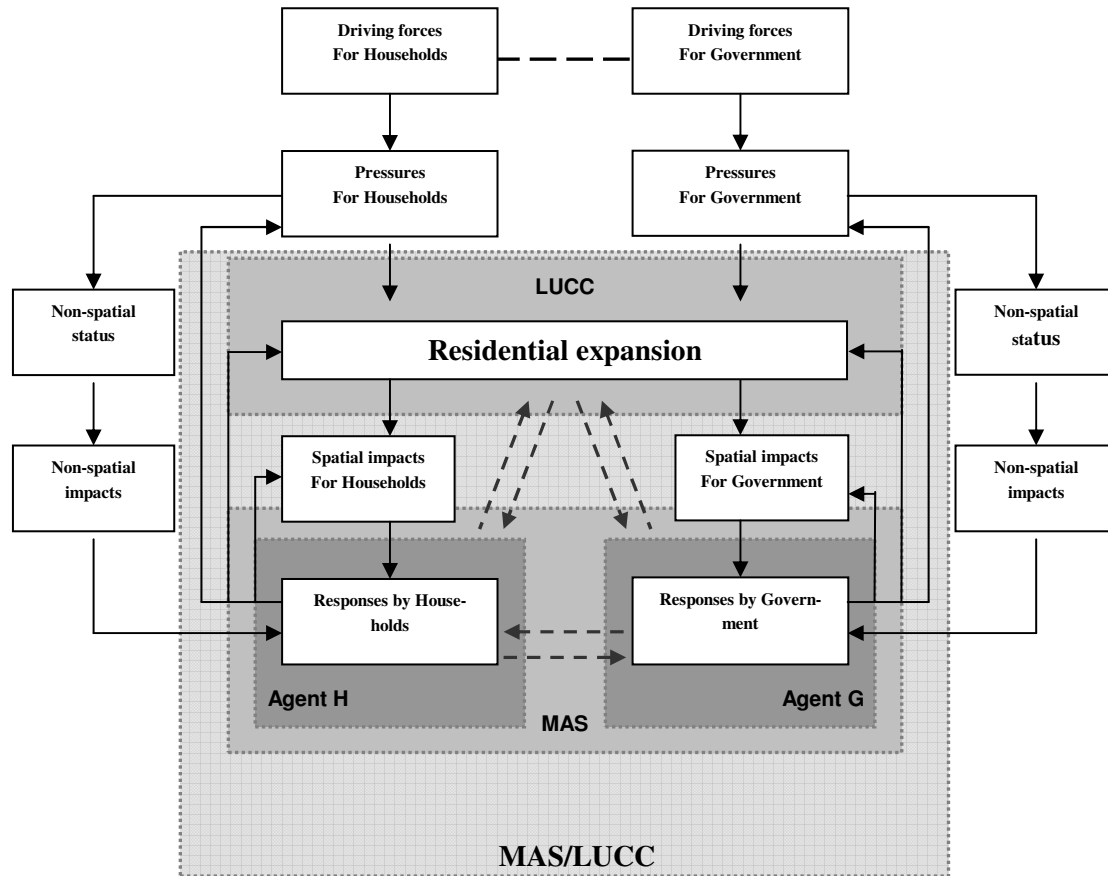 Driving forces
For Households
Driving forces
For Government
Pressures
For Households
Pressures
For Government
LUCC
Non-spatial
status
Residential expansion
Non-spatial
status
Non-spatial
impacts
Spatial impacts
For Households
Spatial impacts
For Government
Non-spatial
impacts
Responses by House-
holds
Responses by Govern-
ment
Agent H
Agent G
MAS
MAS/LUCC